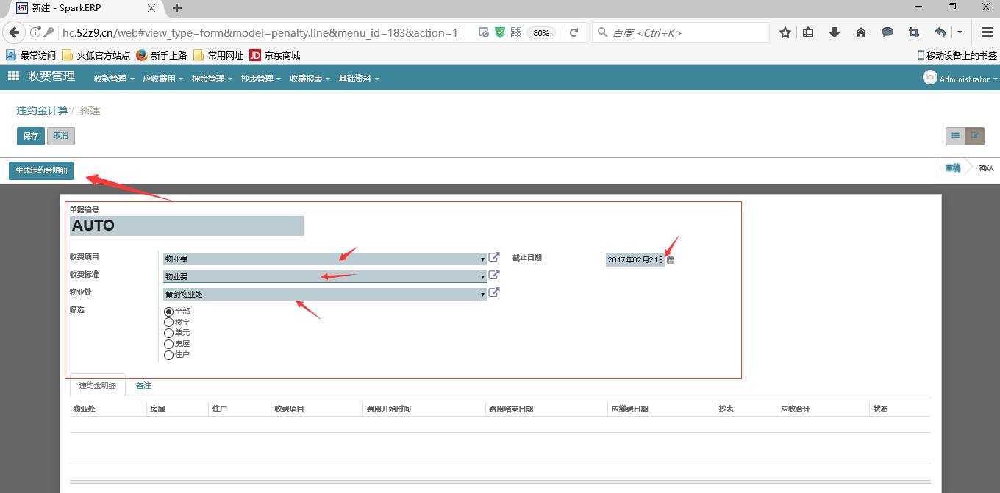 新建 - SparkERP
hc.52z9.cn/web#view_type=form&model=penalty.line&menu_id=183&action=17
80%
百度 <Ctrl+K>
最常访问 火狐官方站点 新手上路 常用网址 JD 京东商城 移动设备上的书签
收费管理 收款管理 应收费用 押金管理 抄表管理 收费报表 基础资料 Administrator
违约金计算 / 新建
保存 取消
生成违约金明细 草稿 确认
单据编号
AUTO
收费项目 物业费 截止日期 2017年02月21日
收费标准 物业费
物业处 慧创物业处
筛选 全部
楼宇
单元
房屋
住户
违约金明细 备注
物业处 房屋 住户 收费项目 费用开始时间 费用结束日期 应缴费日期 抄表 应收合计 状态